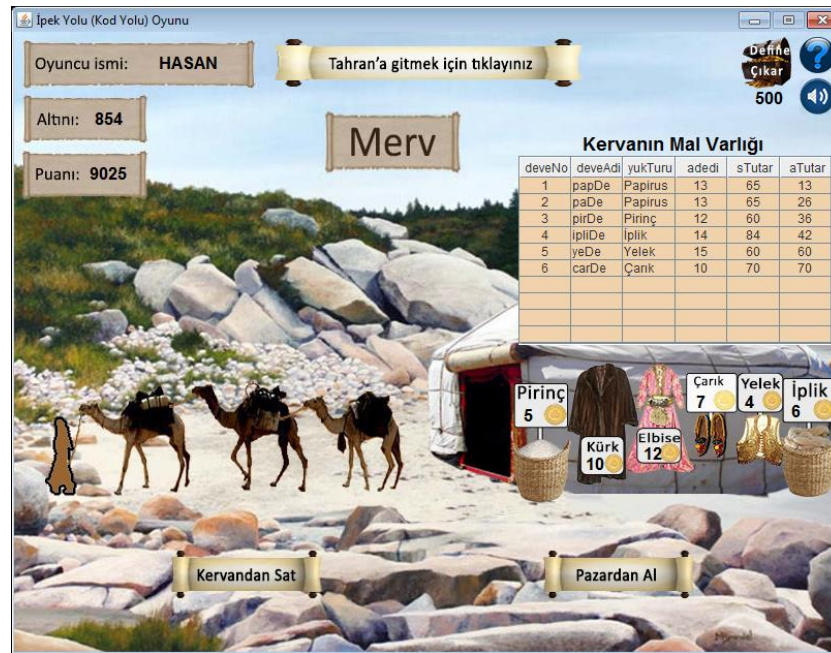 İpek Yolu (Kod Yolu) Oyunu
Oyuncu ismi: HASAN
Tahran'a gitmek için tıklayınız
Define
Çıkar
500
Altını: 854
Merv
Puanı: 9025
Kervanın Mal Varlığı
deveNo deveAdi yukTuru adedi sTutar aTutar
1 papDe Papirus 13 65 13
2 paDe Papirus 13 65 26
3 pirDe Pirinç 12 60 36
4 ipliDe İplik 14 84 42
5 yeDe Yelek 15 60 60
6 carDe Çarık 10 70 70
Pirinç
5
Kürk
10
Elbise
12
Çarık
7
Yelek
4
İplik
6
Kervandan Sat
Pazardan Al